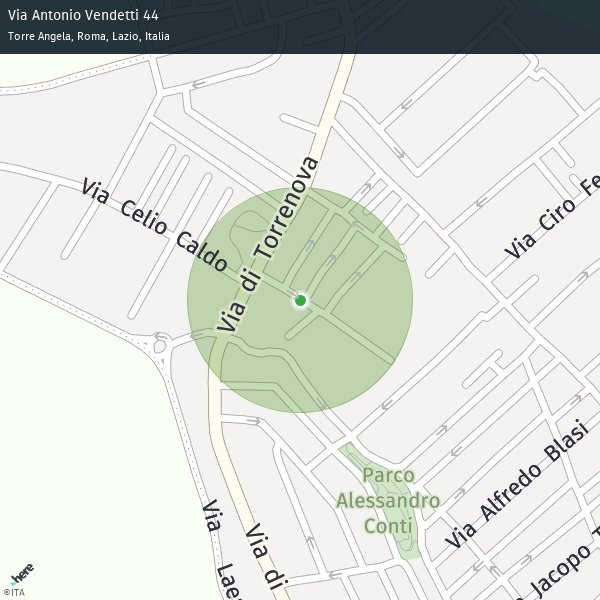 Via Antonio Vendetti 44
Torre Angela, Roma, Lazio, Italia
Via Celio Caldo
Via di Torrenova
Via Ciro Fe
Parco
Alessandro
Conti
Via Alfredo Blasi
Via Lae
Via di
Jacopo T
here
©ITA